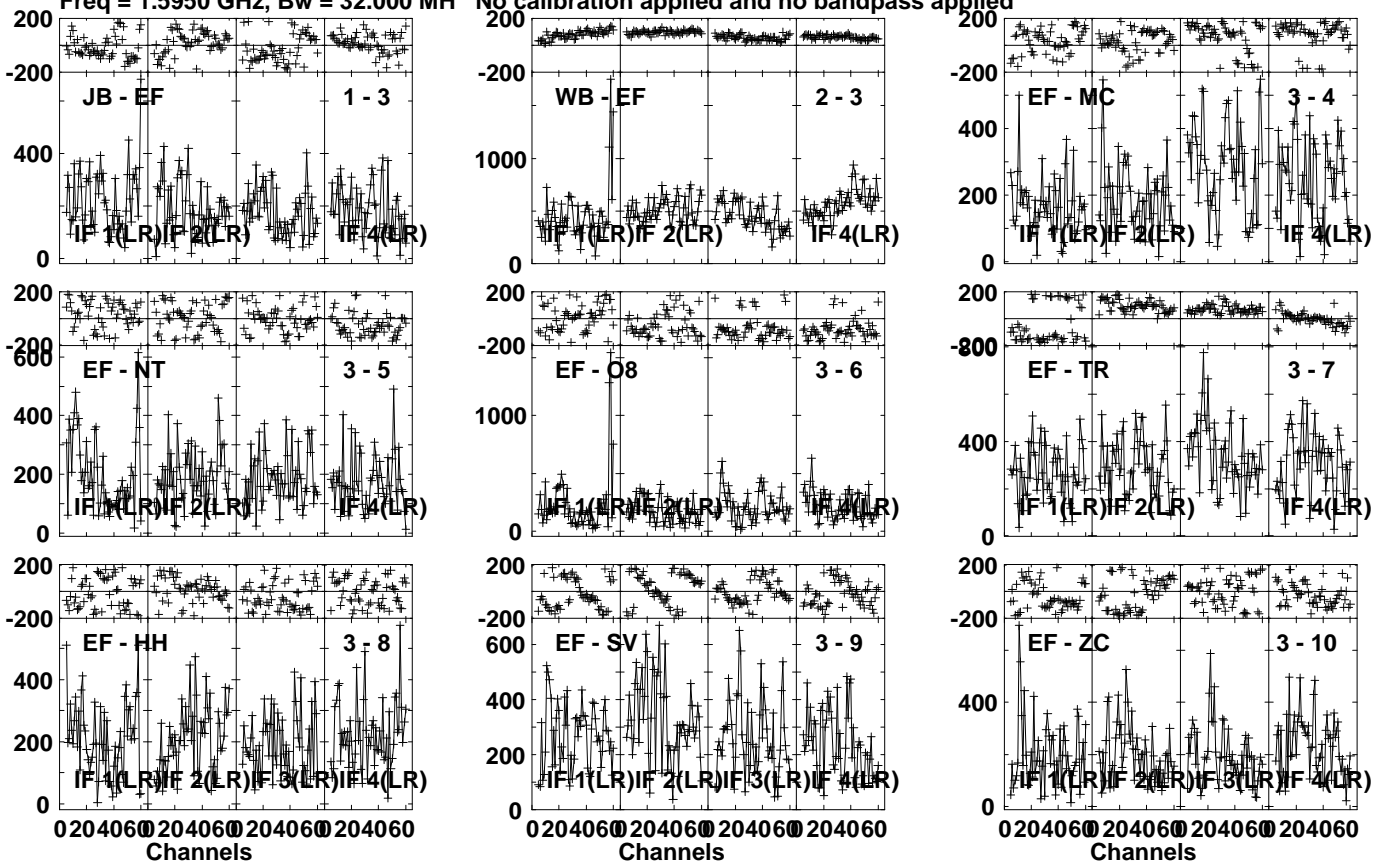 Freq = 1.5950 GHz, Bw = 32.000 MH No calibration applied and no bandpass applied
200
-200
JB - EF 1 - 3
400
0
IF 1(LR) IF 2(LR) IF 4(LR)
200
-200
WB - EF 2 - 3
1000
0
IF 1(LR) IF 2(LR) IF 4(LR)
200
-200
EF - MC 3 - 4
400
200
0
IF 1(LR) IF 2(LR) IF 4(LR)
200
-200
600
EF - NT 3 - 5
400
200
0
IF 1(LR) IF 2(LR) IF 4(LR)
200
-200
EF - O8 3 - 6
1000
0
IF 1(LR) IF 2(LR) IF 4(LR)
200
-200
800
EF - TR 3 - 7
400
0
IF 1(LR) IF 2(LR) IF 4(LR)
200
-200
EF - HH 3 - 8
400
200
0
IF 1(LR) IF 2(LR) IF 3(LR) IF 4(LR)
0 20 40 60 0 20 40 60 0 20 40 60 0 20 40 60
Channels
200
-200
EF - SV 3 - 9
600
400
200
0
IF 1(LR) IF 2(LR) IF 3(LR) IF 4(LR)
0 20 40 60 0 20 40 60 0 20 40 60 0 20 40 60
Channels
200
-200
EF - ZC 3 - 10
400
0
IF 1(LR) IF 2(LR) IF 3(LR) IF 4(LR)
0 20 40 60 0 20 40 60 0 20 40 60 0 20 40 60
Channels